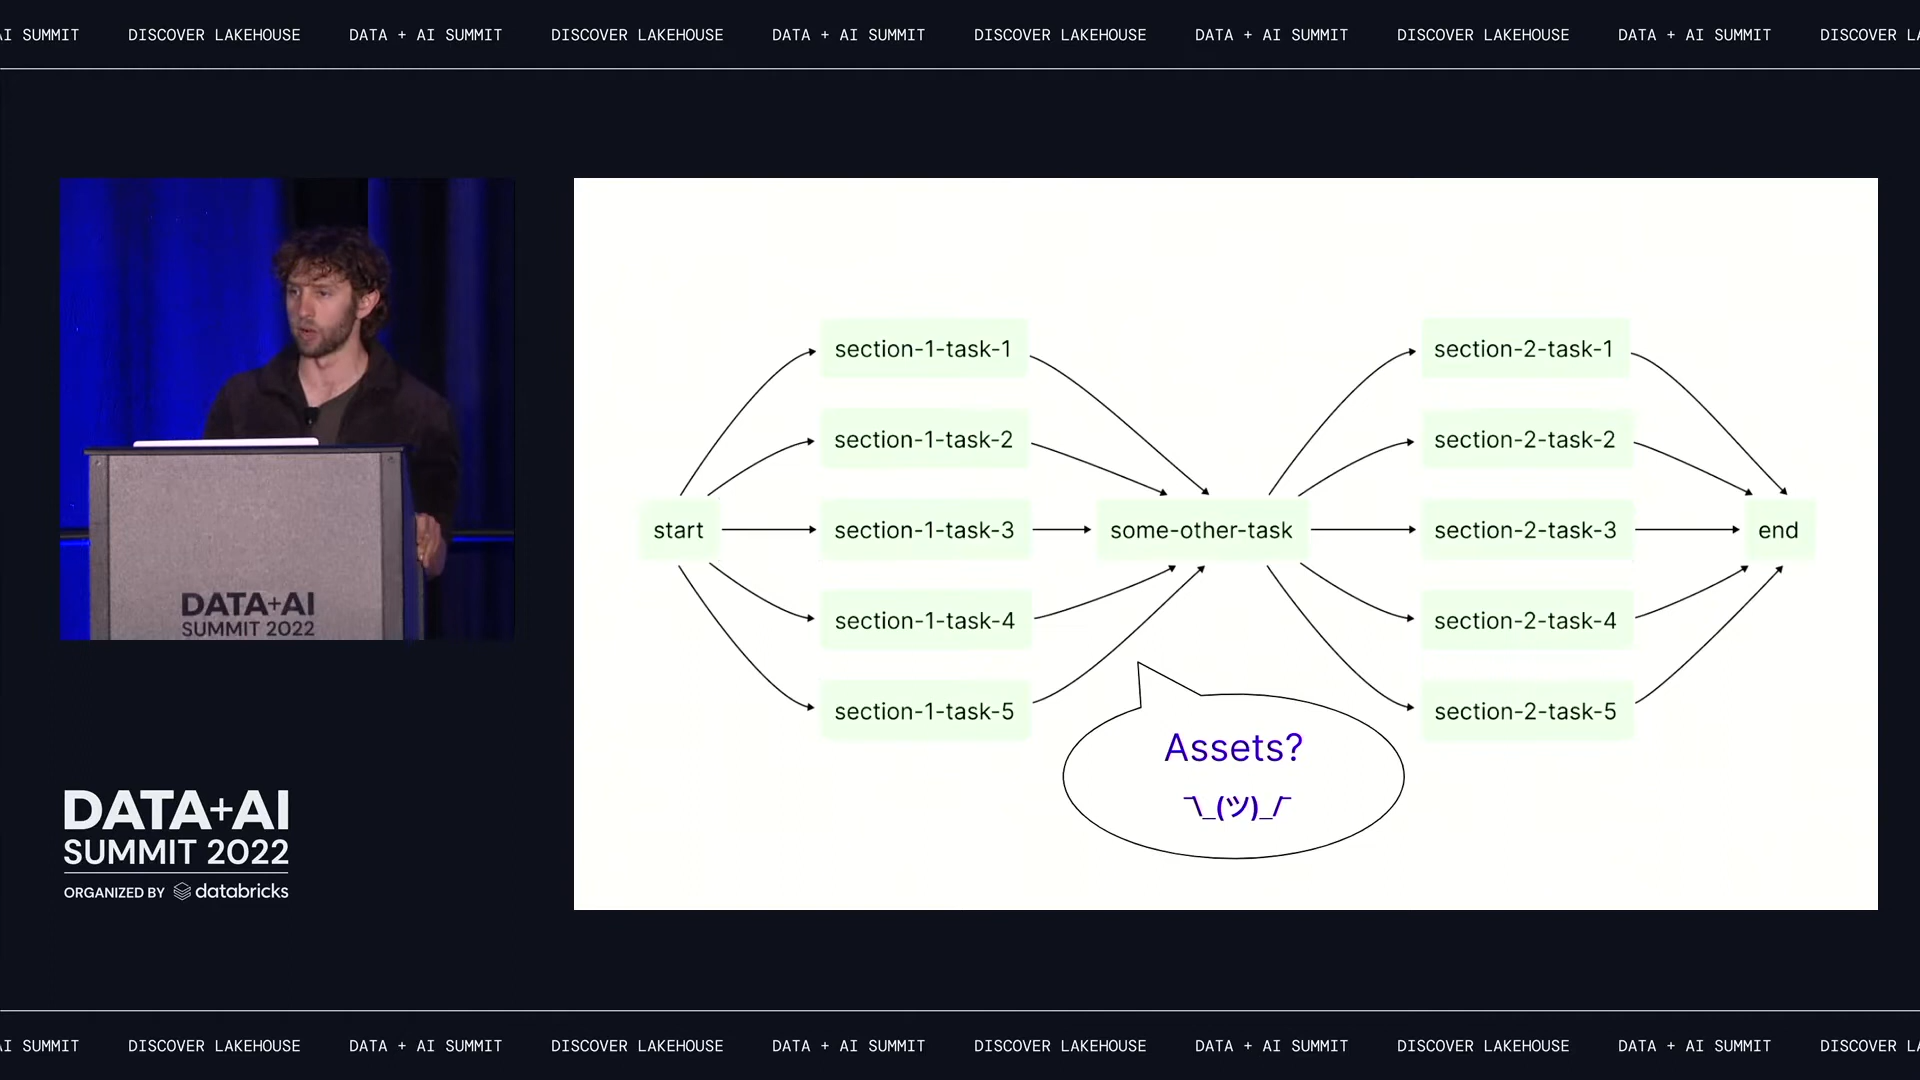 AI SUMMIT DISCOVER LAKEHOUSE DATA + AI SUMMIT DISCOVER LAKEHOUSE DATA + AI SUMMIT DISCOVER LAKEHOUSE DATA + AI SUMMIT DISCOVER LAKEHOUSE DATA + AI SUMMIT DISCOVER LA
DATA+AI
SUMMIT 2022
DATA+AI
SUMMIT 2022
ORGANIZED BY databricks
start
section-1-task-1
section-1-task-2
section-1-task-3
section-1-task-4
section-1-task-5
some-other-task
section-2-task-1
section-2-task-2
section-2-task-3
section-2-task-4
section-2-task-5
end
Assets?
¯\_(ツ)_/¯
AI SUMMIT DISCOVER LAKEHOUSE DATA + AI SUMMIT DISCOVER LAKEHOUSE DATA + AI SUMMIT DISCOVER LAKEHOUSE DATA + AI SUMMIT DISCOVER LAKEHOUSE DATA + AI SUMMIT DISCOVER LA